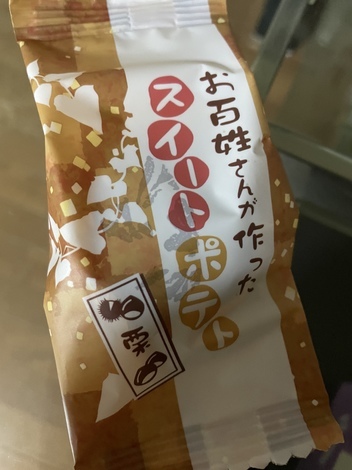 お百姓さんが作った
スイートポテト
栗